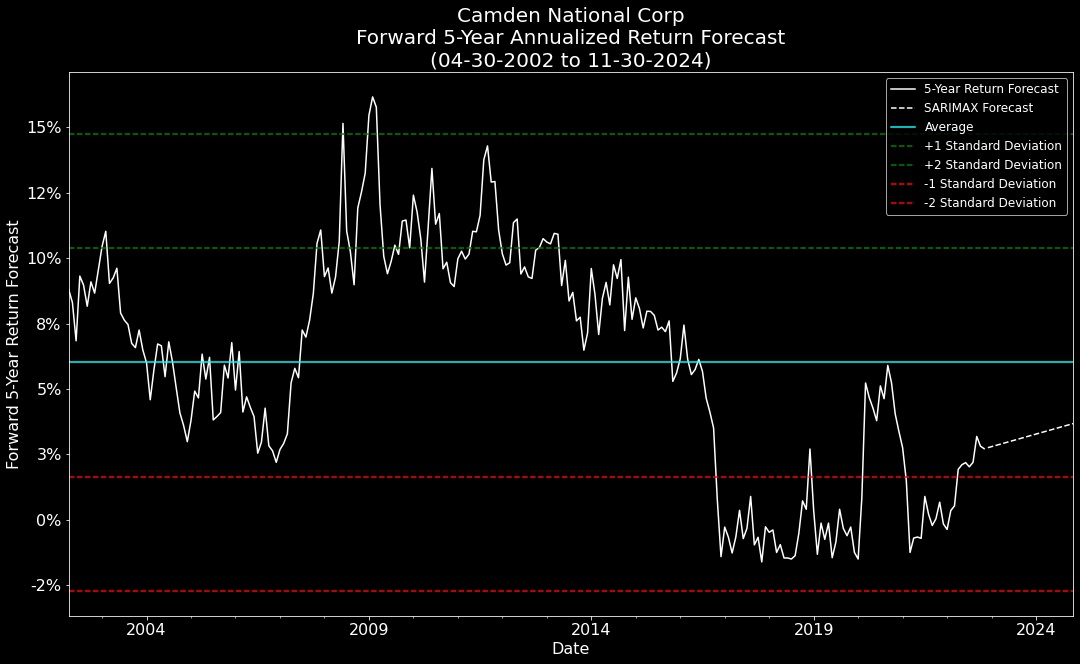 Camden National Corp
Forward 5-Year Annualized Return Forecast
(04-30-2002 to 11-30-2024)
5-Year Return Forecast
SARIMAX Forecast
Average
+1 Standard Deviation
+2 Standard Deviation
-1 Standard Deviation
-2 Standard Deviation
Forward 5-Year Return Forecast
15%
12%
10%
8%
5%
3%
0%
-2%
2004
2009
2014
2019
2024
Date